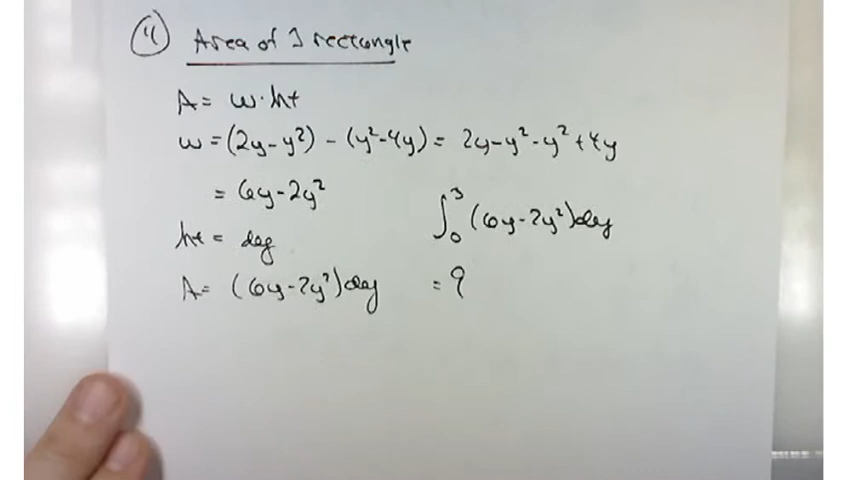 ④ Area of 1 rectangle
A = w·ht
w = (2y-y²) - (y²-4y) = 2y-y²-y²+4y
= 6y-2y²
∫₀³ (6y-2y²)dy
ht = dy
A = (6y-2y²)dy
= 9